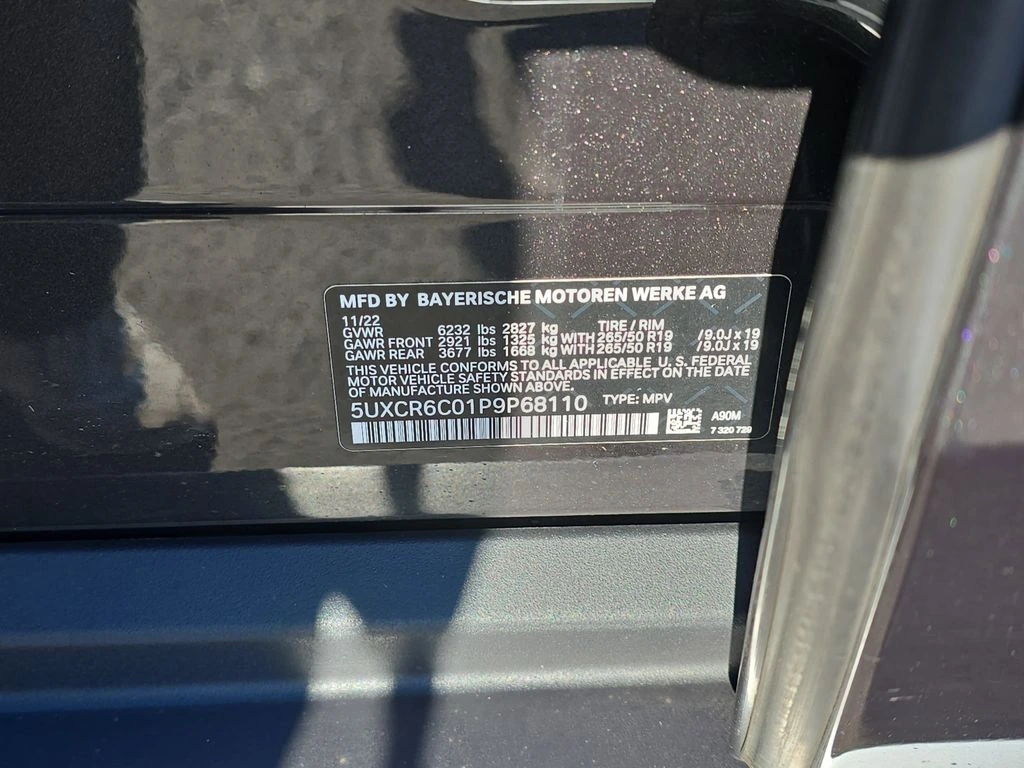 MFD BY BAYERISCHE MOTOREN WERKE AG
11/22
GVWR 6232 lbs 2827 kg TIRE / RIM
GAWR FRONT 2921 lbs 1325 kg WITH 265/50 R19 /9.0J x 19
GAWR REAR 3677 lbs 1668 kg WITH 265/50 R19 /9.0J x 19
THIS VEHICLE CONFORMS TO ALL APPLICABLE U.S. FEDERAL
MOTOR VEHICLE SAFETY STANDARDS IN EFFECT ON THE DATE
OF MANUFACTURE SHOWN ABOVE.
5UXCR6C01P9P68110 TYPE: MPV
A90M
7 320 729